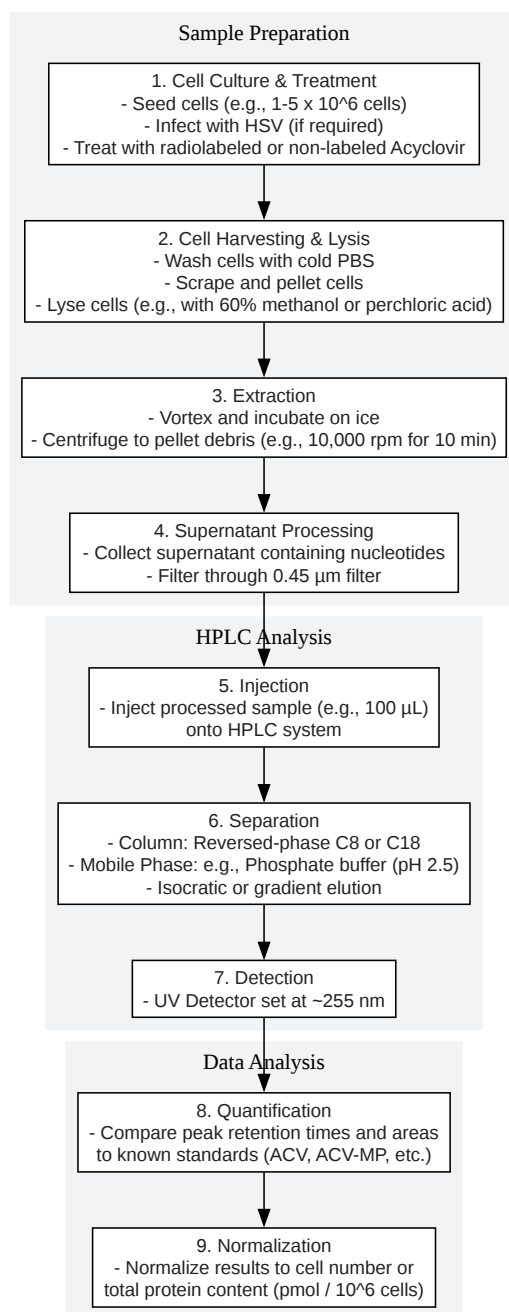 Sample Preparation
1. Cell Culture & Treatment
- Seed cells (e.g., 1-5 x 10^6 cells)
- Infect with HSV (if required)
- Treat with radiolabeled or non-labeled Acyclovir
2. Cell Harvesting & Lysis
- Wash cells with cold PBS
- Scrape and pellet cells
- Lyse cells (e.g., with 60% methanol or perchloric acid)
3. Extraction
- Vortex and incubate on ice
- Centrifuge to pellet debris (e.g., 10,000 rpm for 10 min)
4. Supernatant Processing
- Collect supernatant containing nucleotides
- Filter through 0.45 µm filter
HPLC Analysis
5. Injection
- Inject processed sample (e.g., 100 µL)
onto HPLC system
6. Separation
- Column: Reversed-phase C8 or C18
- Mobile Phase: e.g., Phosphate buffer (pH 2.5)
- Isocratic or gradient elution
7. Detection
- UV Detector set at ~255 nm
Data Analysis
8. Quantification
- Compare peak retention times and areas
to known standards (ACV, ACV-MP, etc.)
9. Normalization
- Normalize results to cell number or
total protein content (pmol / 10^6 cells)